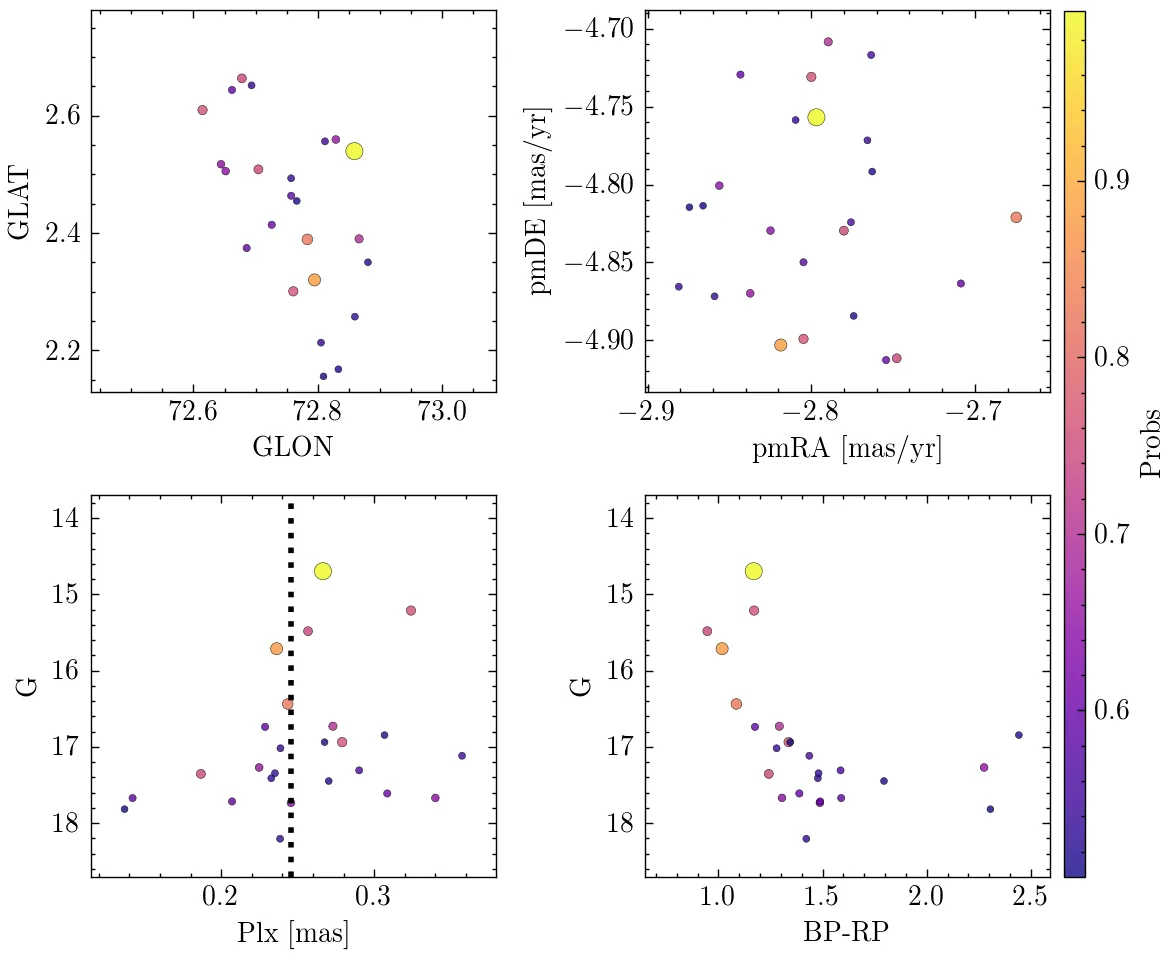 2.6
2.4
2.2
GLAT
72.6 72.8 73.0
GLON
−4.70
−4.75
−4.80
−4.85
−4.90
pmDE [mas/yr]
−2.9 −2.8 −2.7
pmRA [mas/yr]
14
15
16
17
18
G
0.2 0.3
Plx [mas]
14
15
16
17
18
G
1.0 1.5 2.0 2.5
BP-RP
0.9
0.8
0.7
0.6
Probs